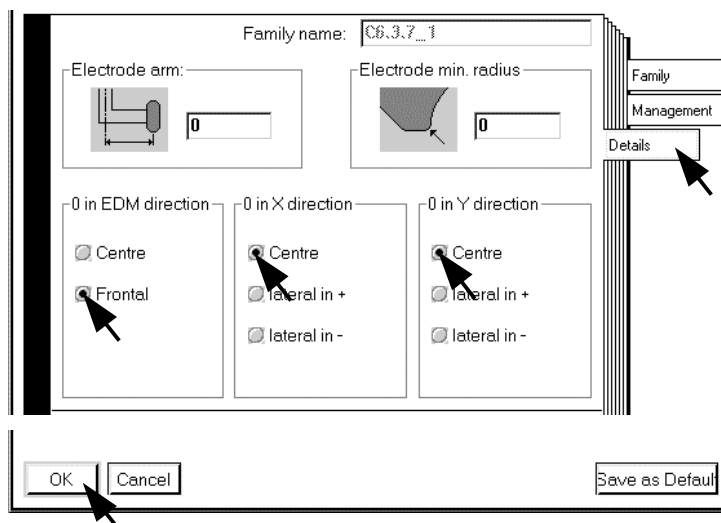 Family name: C6.3.7_1
Electrode arm:
0
Electrode min. radius
0
Family
Management
Details
0 in EDM direction
Centre
Frontal
0 in X direction
Centre
lateral in +
lateral in -
0 in Y direction
Centre
lateral in +
lateral in -
OK
Cancel
Save as Default